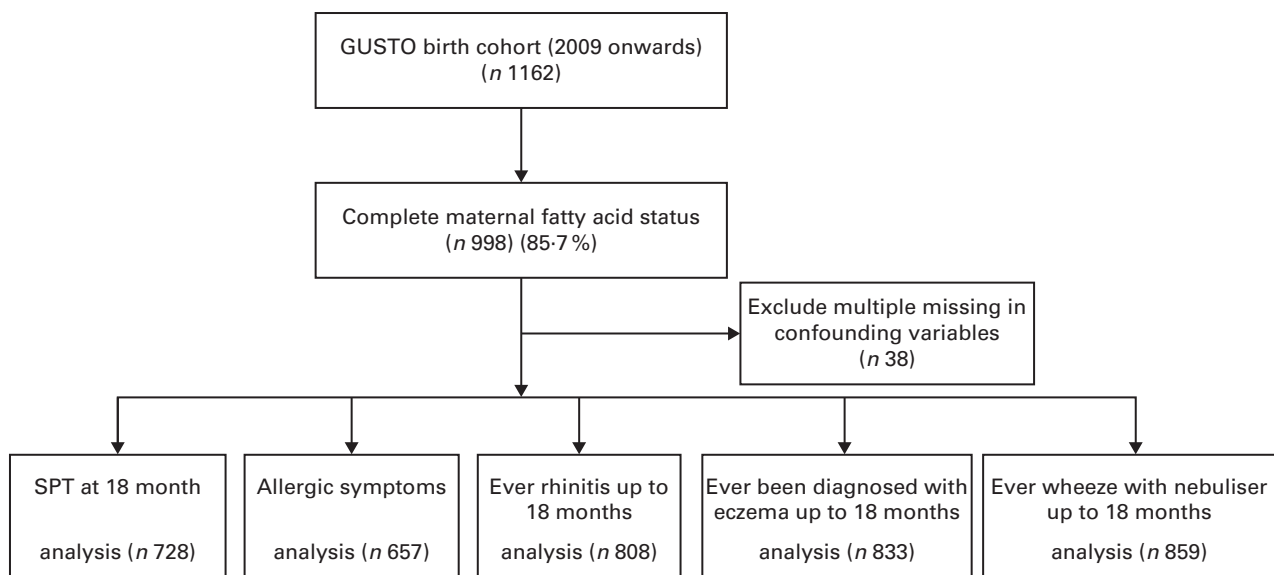 GUSTO birth cohort (2009 onwards)
(n 1162)
Complete maternal fatty acid status
(n 998) (85·7 %)
Exclude multiple missing in
confounding variables
(n 38)
SPT at 18 month
analysis (n 728)
Allergic symptoms
analysis (n 657)
Ever rhinitis up to
18 months
analysis (n 808)
Ever been diagnosed with
eczema up to 18 months
analysis (n 833)
Ever wheeze with nebuliser
up to 18 months
analysis (n 859)